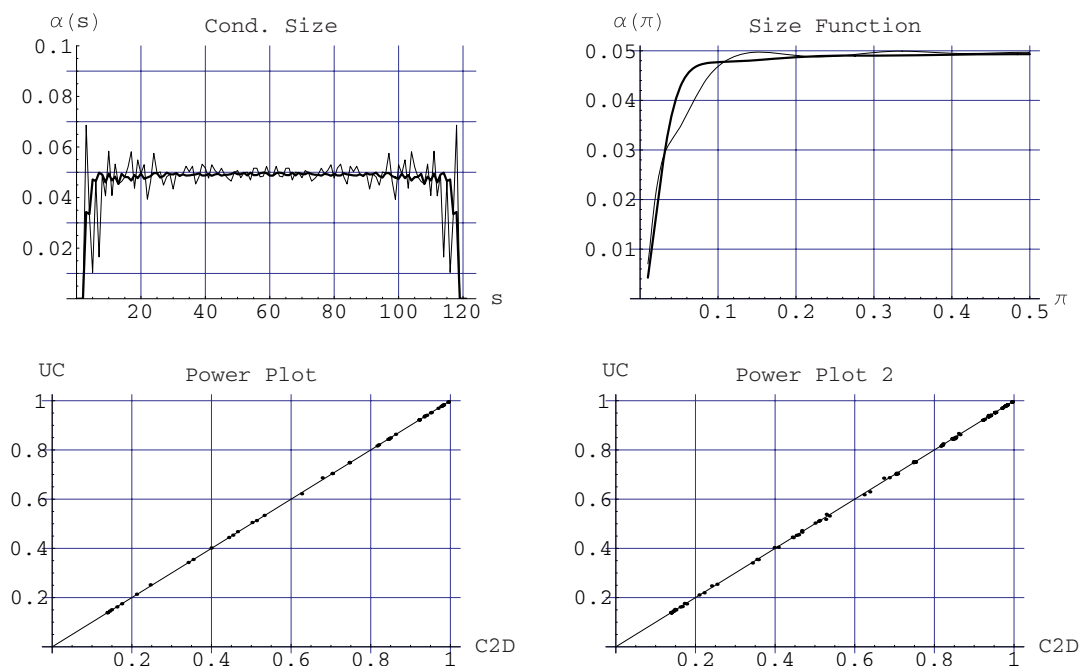 α(s)
Cond. Size
0.1
0.08
0.06
0.04
0.02
20 40 60 80 100 120
s
α(π)
Size Function
0.05
0.04
0.03
0.02
0.01
0.1 0.2 0.3 0.4 0.5
π
UC
Power Plot
1
0.8
0.6
0.4
0.2
0.2 0.4 0.6 0.8 1
C2D
UC
Power Plot 2
1
0.8
0.6
0.4
0.2
0.2 0.4 0.6 0.8 1
C2D